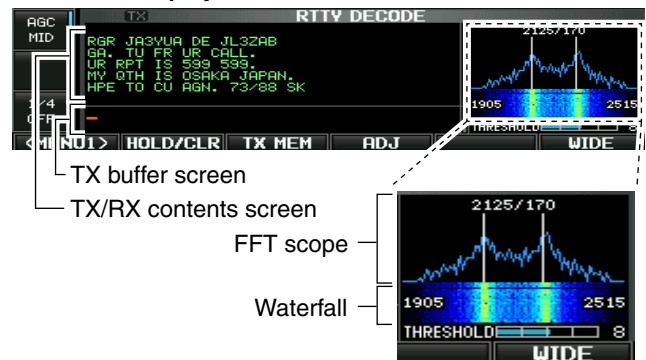 AGC
MID
TX
RTTY DECODE
RGR JA3YUA DE JL3ZAB
GA. TU FR UR CALL.
UR RPT IS 599 599.
MY QTH IS OSAKA JAPAN.
HPE TO CU AGN. 73/88 SK
2125/170
1905 2515
THRESHOLD 8
1/4
OFF
<MENU1> HOLD/CLR TX MEM ADJ WIDE
TX buffer screen
TX/RX contents screen
FFT scope
Waterfall
2125/170
1905 2515
THRESHOLD 8
WIDE